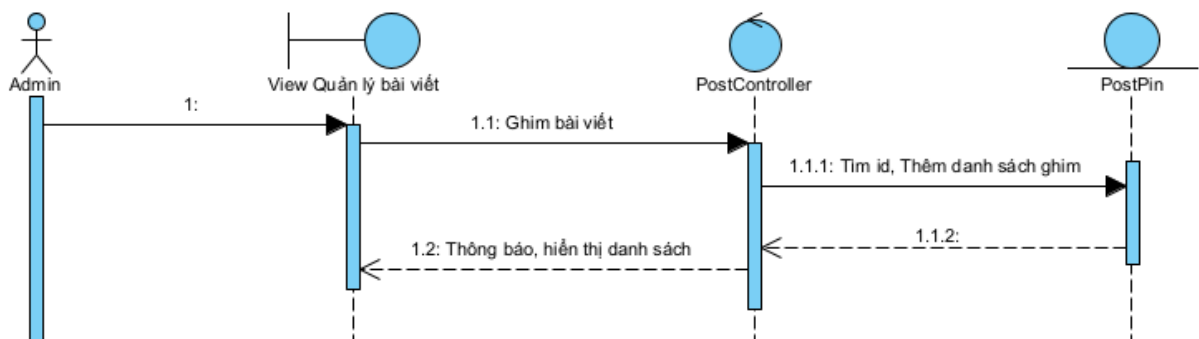 Admin
View Quản lý bài viết
PostController
PostPin
1:
1.1: Ghim bài viết
1.1.1: Tìm id, Thêm danh sách ghim
1.1.2:
1.2: Thông báo, hiển thị danh sách